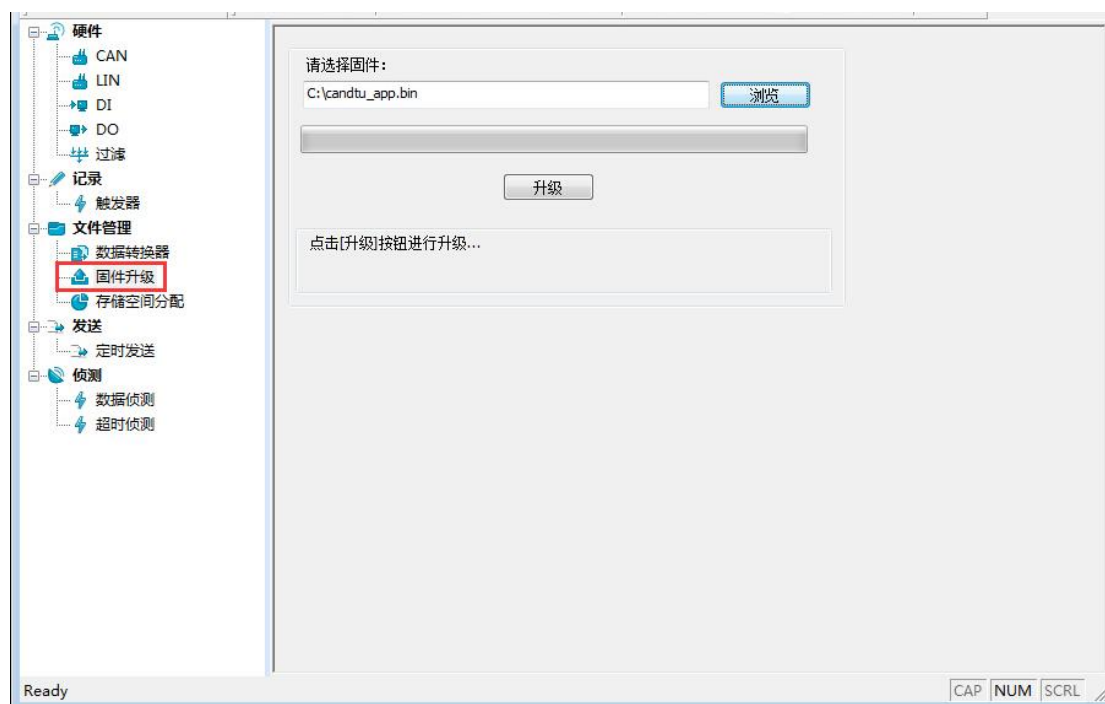 硬件
CAN
LIN
DI
DO
过滤
记录
触发器
文件管理
数据转换器
固件升级
存储空间分配
发送
定时发送
侦测
数据侦测
超时侦测
请选择固件：
C:\candtu_app.bin
浏览
升级
点击[升级]按钮进行升级...
Ready
CAP NUM SCRL